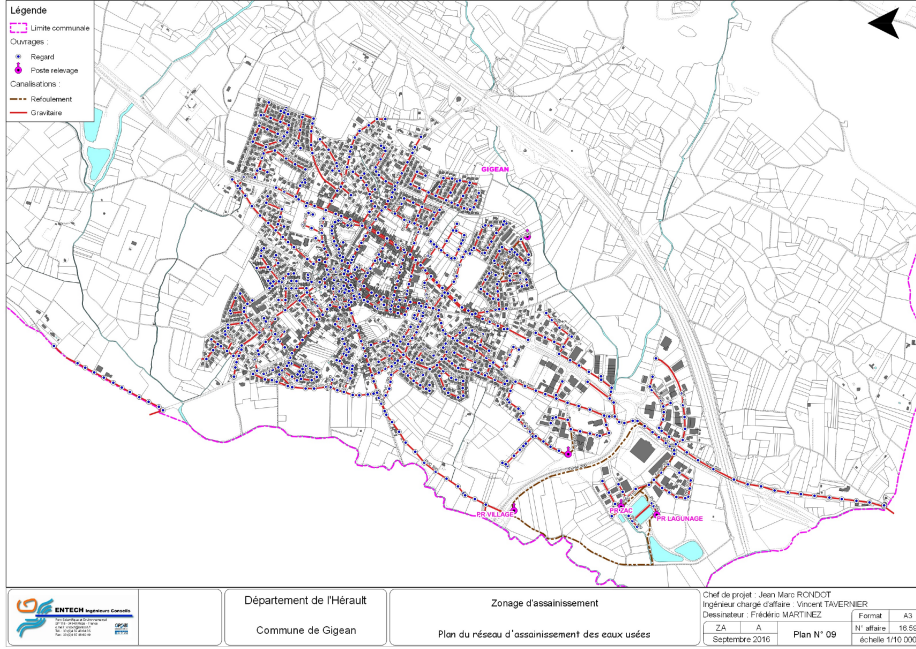 Légende
Limite communale
Ouvrages :
Regard
Poste relevage
Canalisations :
Refoulement
Gravitaire
GIGEAN
PR VILLAGE
PR ZAC
PR LAGUNAGE
ENTECH Ingénieurs Conseils
Département de l'Hérault
Commune de Gigean
Zonage d'assainissement
Plan du réseau d'assainissement des eaux usées
Chef de projet : Jean Marc RONDOT
Ingénieur chargé d'affaire : Vincent TAVERNIER
Dessinateur : Frédéric MARTINEZ
Format A3
ZA A
Plan N° 09
N° affaire
Septembre 2016
échelle 1/10 000